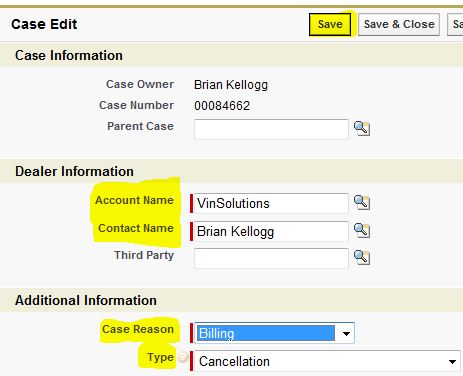 Case Edit Save Save & Close Sa
Case Information
Case Owner Brian Kellogg
Case Number 00084662
Parent Case
Dealer Information
Account Name VinSolutions
Contact Name Brian Kellogg
Third Party
Additional Information
Case Reason Billing
Type Cancellation